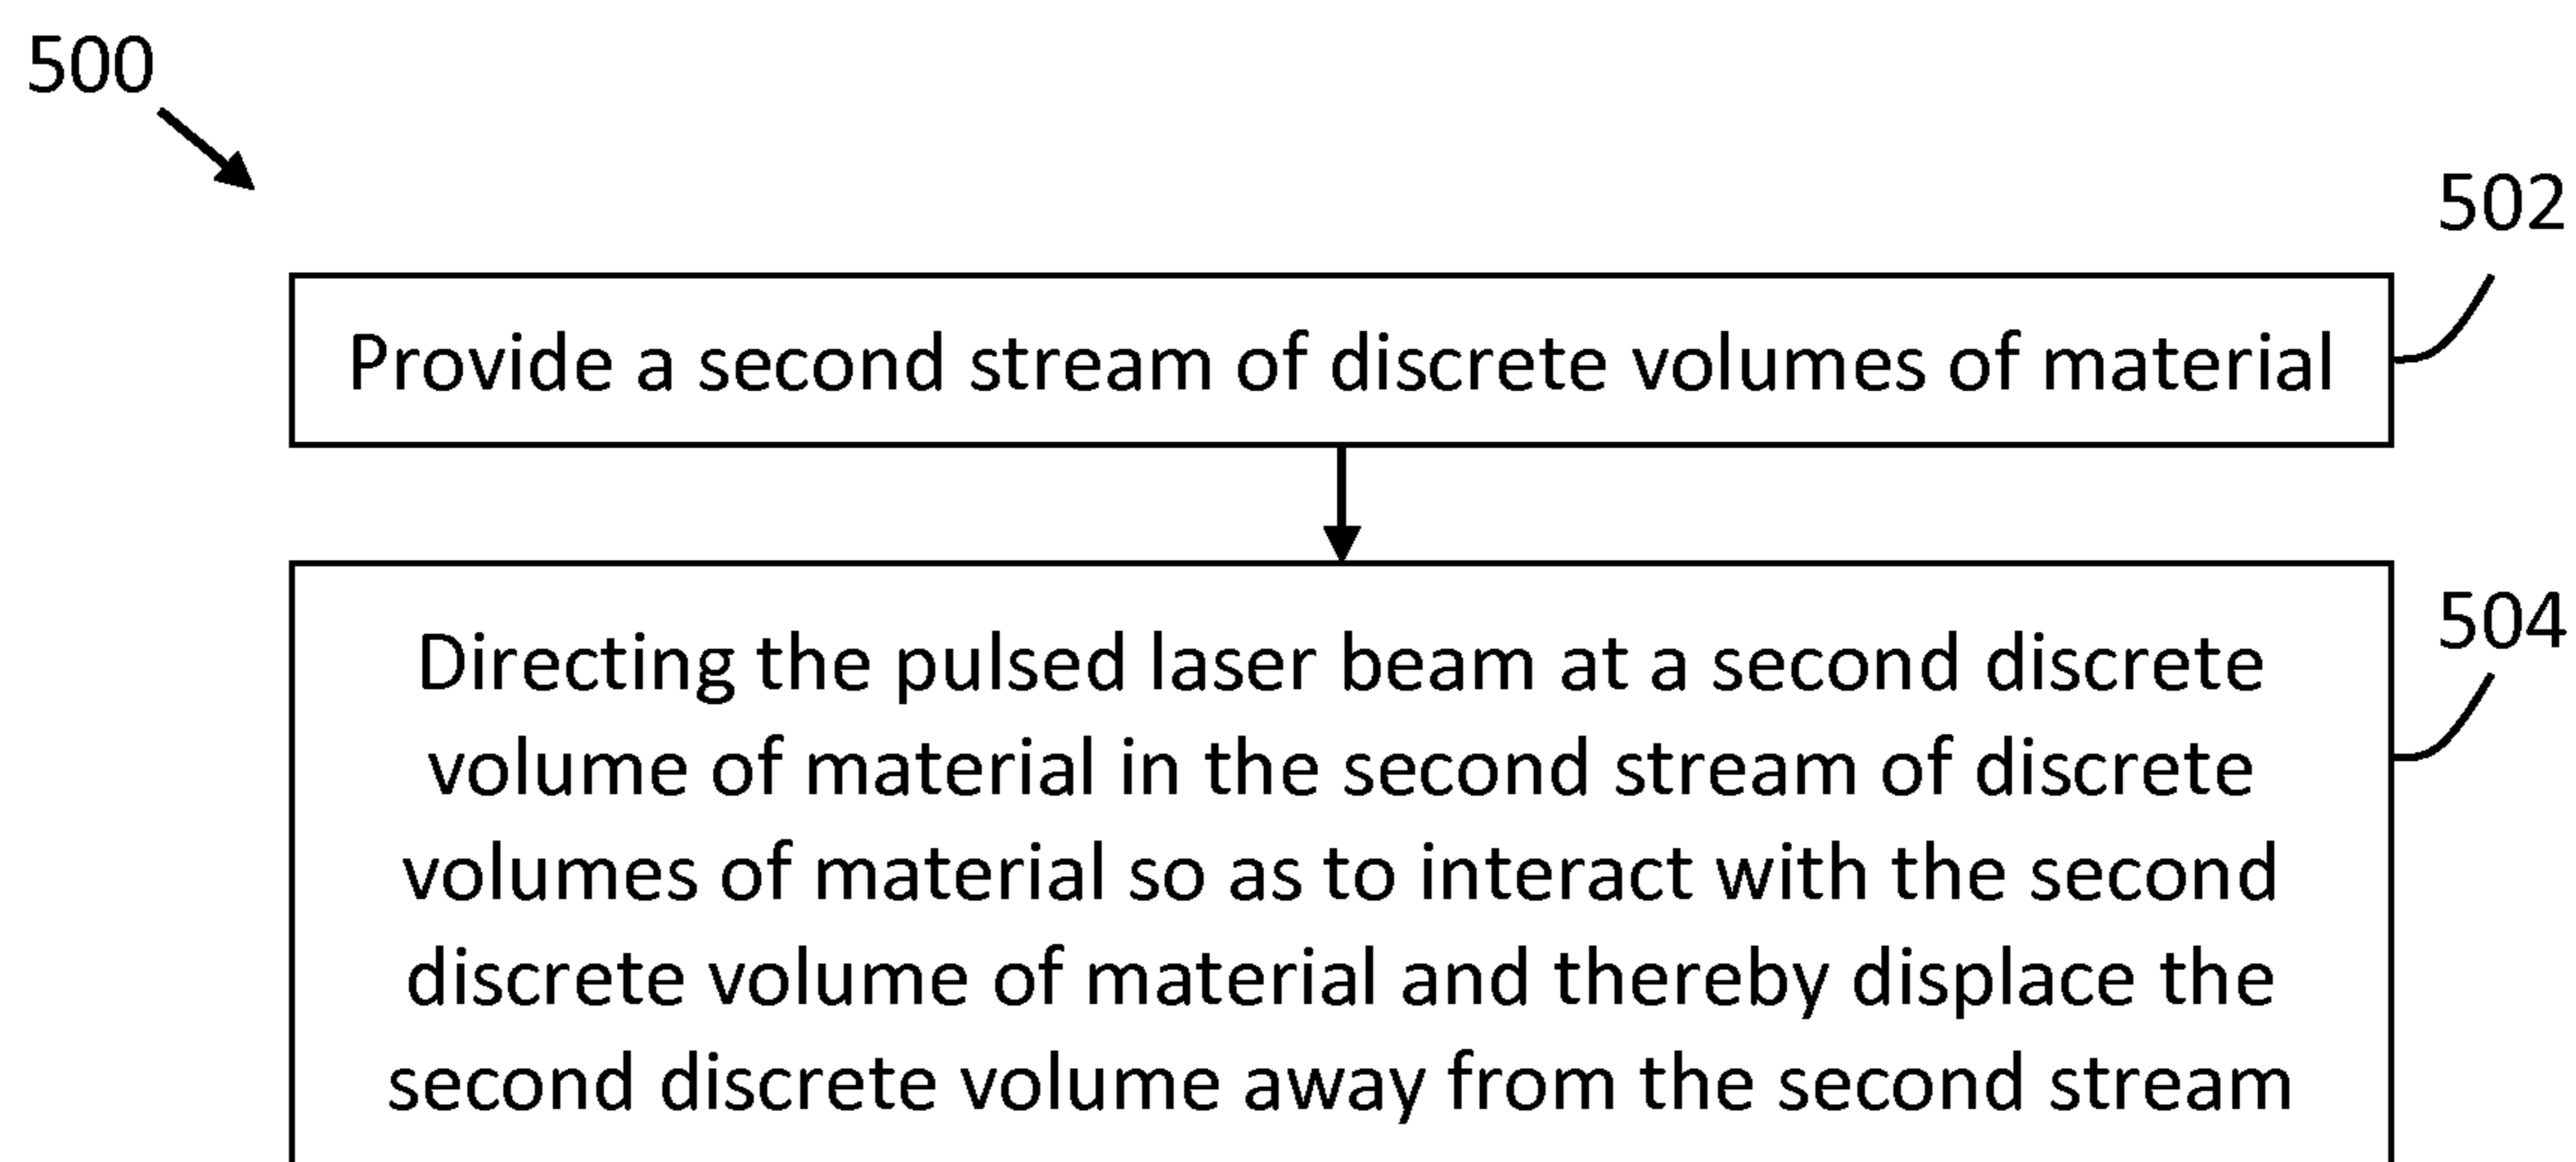 500
502
Provide a second stream of discrete volumes of material
504
Directing the pulsed laser beam at a second discrete
volume of material in the second stream of discrete
volumes of material so as to interact with the second
discrete volume of material and thereby displace the
second discrete volume away from the second stream